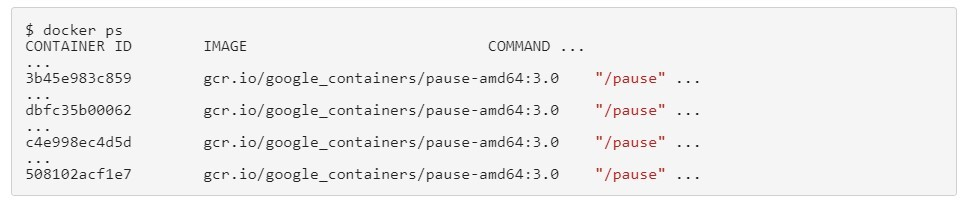 $ docker ps
CONTAINER ID        IMAGE                           COMMAND ...
...
3b45e983c859        gcr.io/google_containers/pause-amd64:3.0    "/pause" ...
...
dbfc35b00062        gcr.io/google_containers/pause-amd64:3.0    "/pause" ...
...
c4e998ec4d5d        gcr.io/google_containers/pause-amd64:3.0    "/pause" ...
...
508102acf1e7        gcr.io/google_containers/pause-amd64:3.0    "/pause" ...